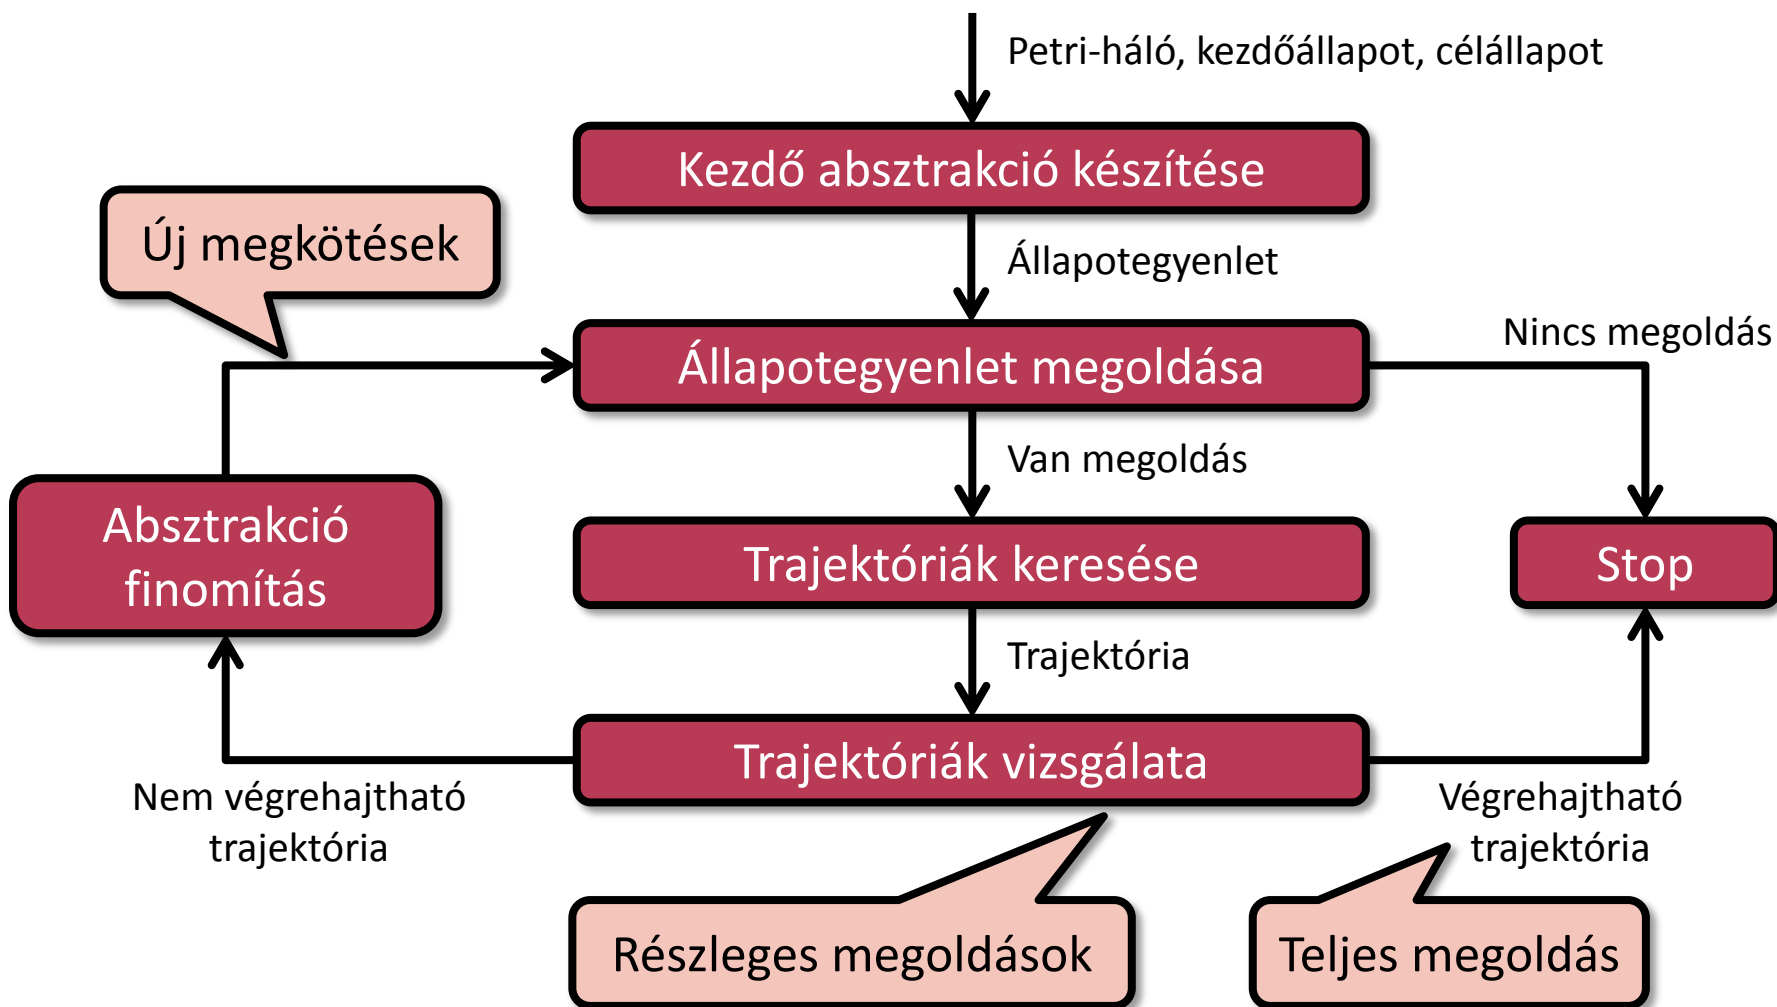 Petri-háló, kezdőállapot, célállapot
Kezdő absztrakció készítése
Új megkötések
Állapotegyenlet
Nincs megoldás
Állapotegyenlet megoldása
Van megoldás
Absztrakció
finomítás
Trajektóriák keresése
Stop
Trajektória
Trajektóriák vizsgálata
Nem végrehajtható
trajektória
Végrehajtható
trajektória
Részleges megoldások
Teljes megoldás